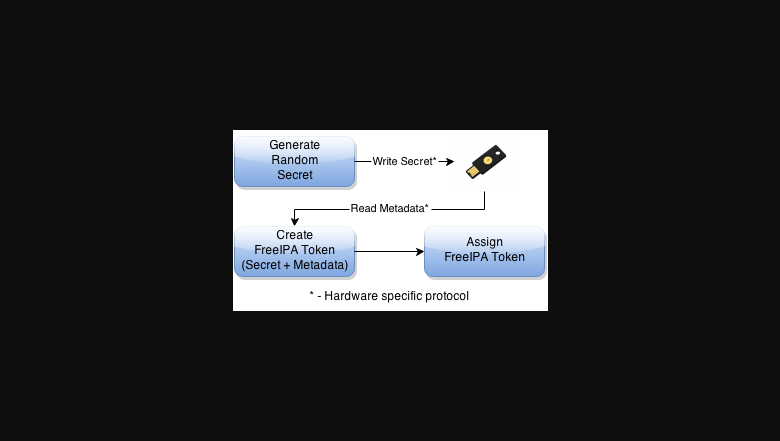 Generate
Random
Secret
Write Secret*
Read Metadata*
Create
FreeIPA Token
(Secret + Metadata)
Assign
FreeIPA Token
* - Hardware specific protocol